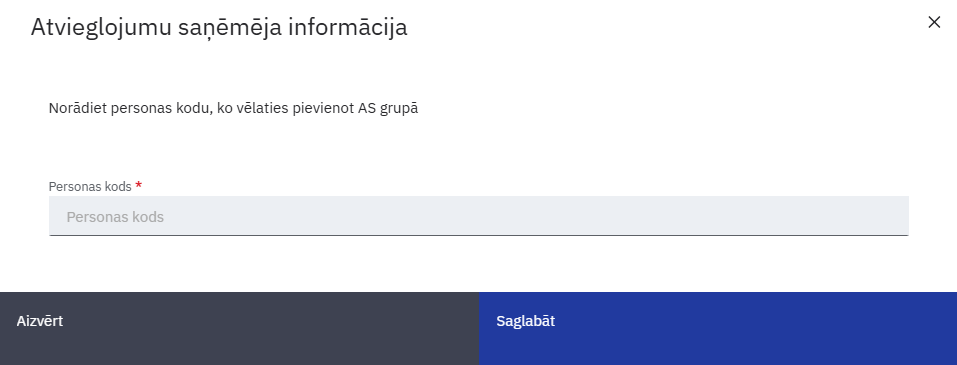 Atvieglojumu saņēmēja informācija
Norādiet personas kodu, ko vēlaties pievienot AS grupā
Personas kods *
Personas kods
Aizvērt
Saglabāt